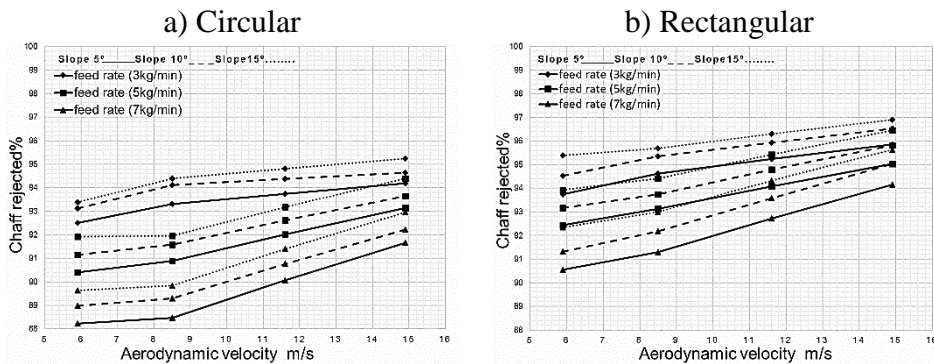 a) Circular
100
99
98
97
96
95
94
93
92
91
90
89
88
Chaff rejected%
Slope 5° Slope 10° Slope15°
feed rate (3kg/min)
feed rate (5kg/min)
feed rate (7kg/min)
5 6 7 8 9 10 11 12 13 14 15 16
Aerodynamic velocity m/s
b) Rectangular
100
99
98
97
96
95
94
93
92
91
90
89
88
Chaff rejected%
Slope 5° Slope 10° Slope15°
feed rate (3kg/min)
feed rate (5kg/min)
feed rate (7kg/min)
5 6 7 8 9 10 11 12 13 14 15 16
Aerodynamic velocity m/s